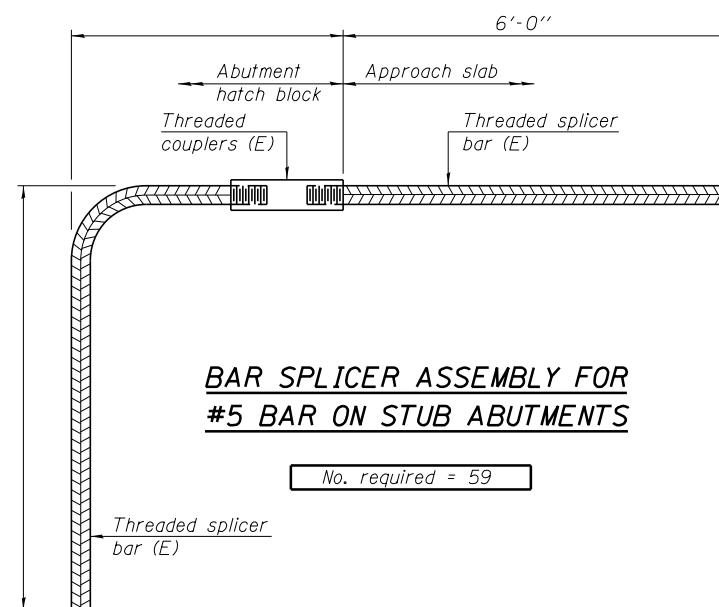 6'-0''
Abutment
hatch block
Approach slab
Threaded
couplers (E)
Threaded splicer
bar (E)
BAR SPLICER ASSEMBLY FOR
#5 BAR ON STUB ABUTMENTS
No. required = 59
Threaded splicer
bar (E)